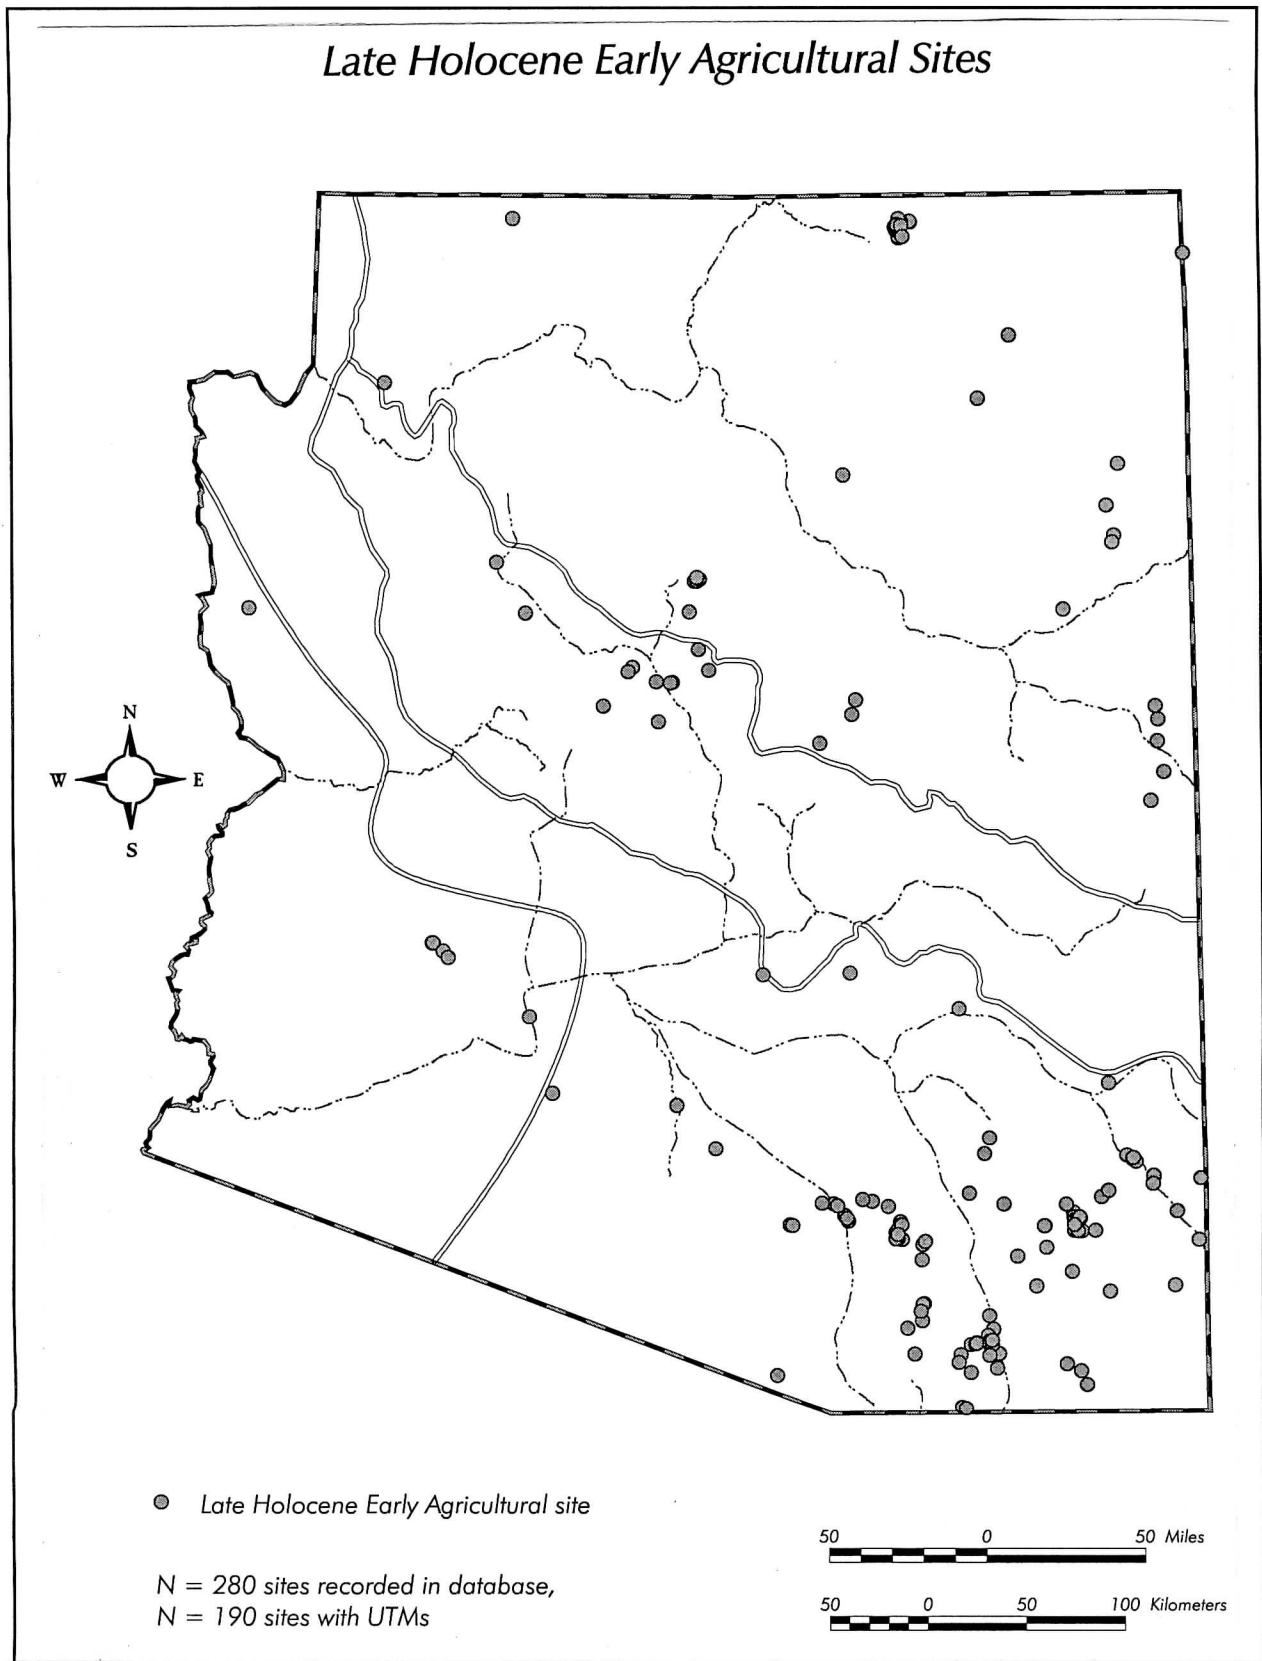 Late Holocene Early Agricultural Sites
N
W E
S
Late Holocene Early Agricultural site
N = 280 sites recorded in database,
N = 190 sites with UTMs
50 0 50 Miles
50 0 50 100 Kilometers